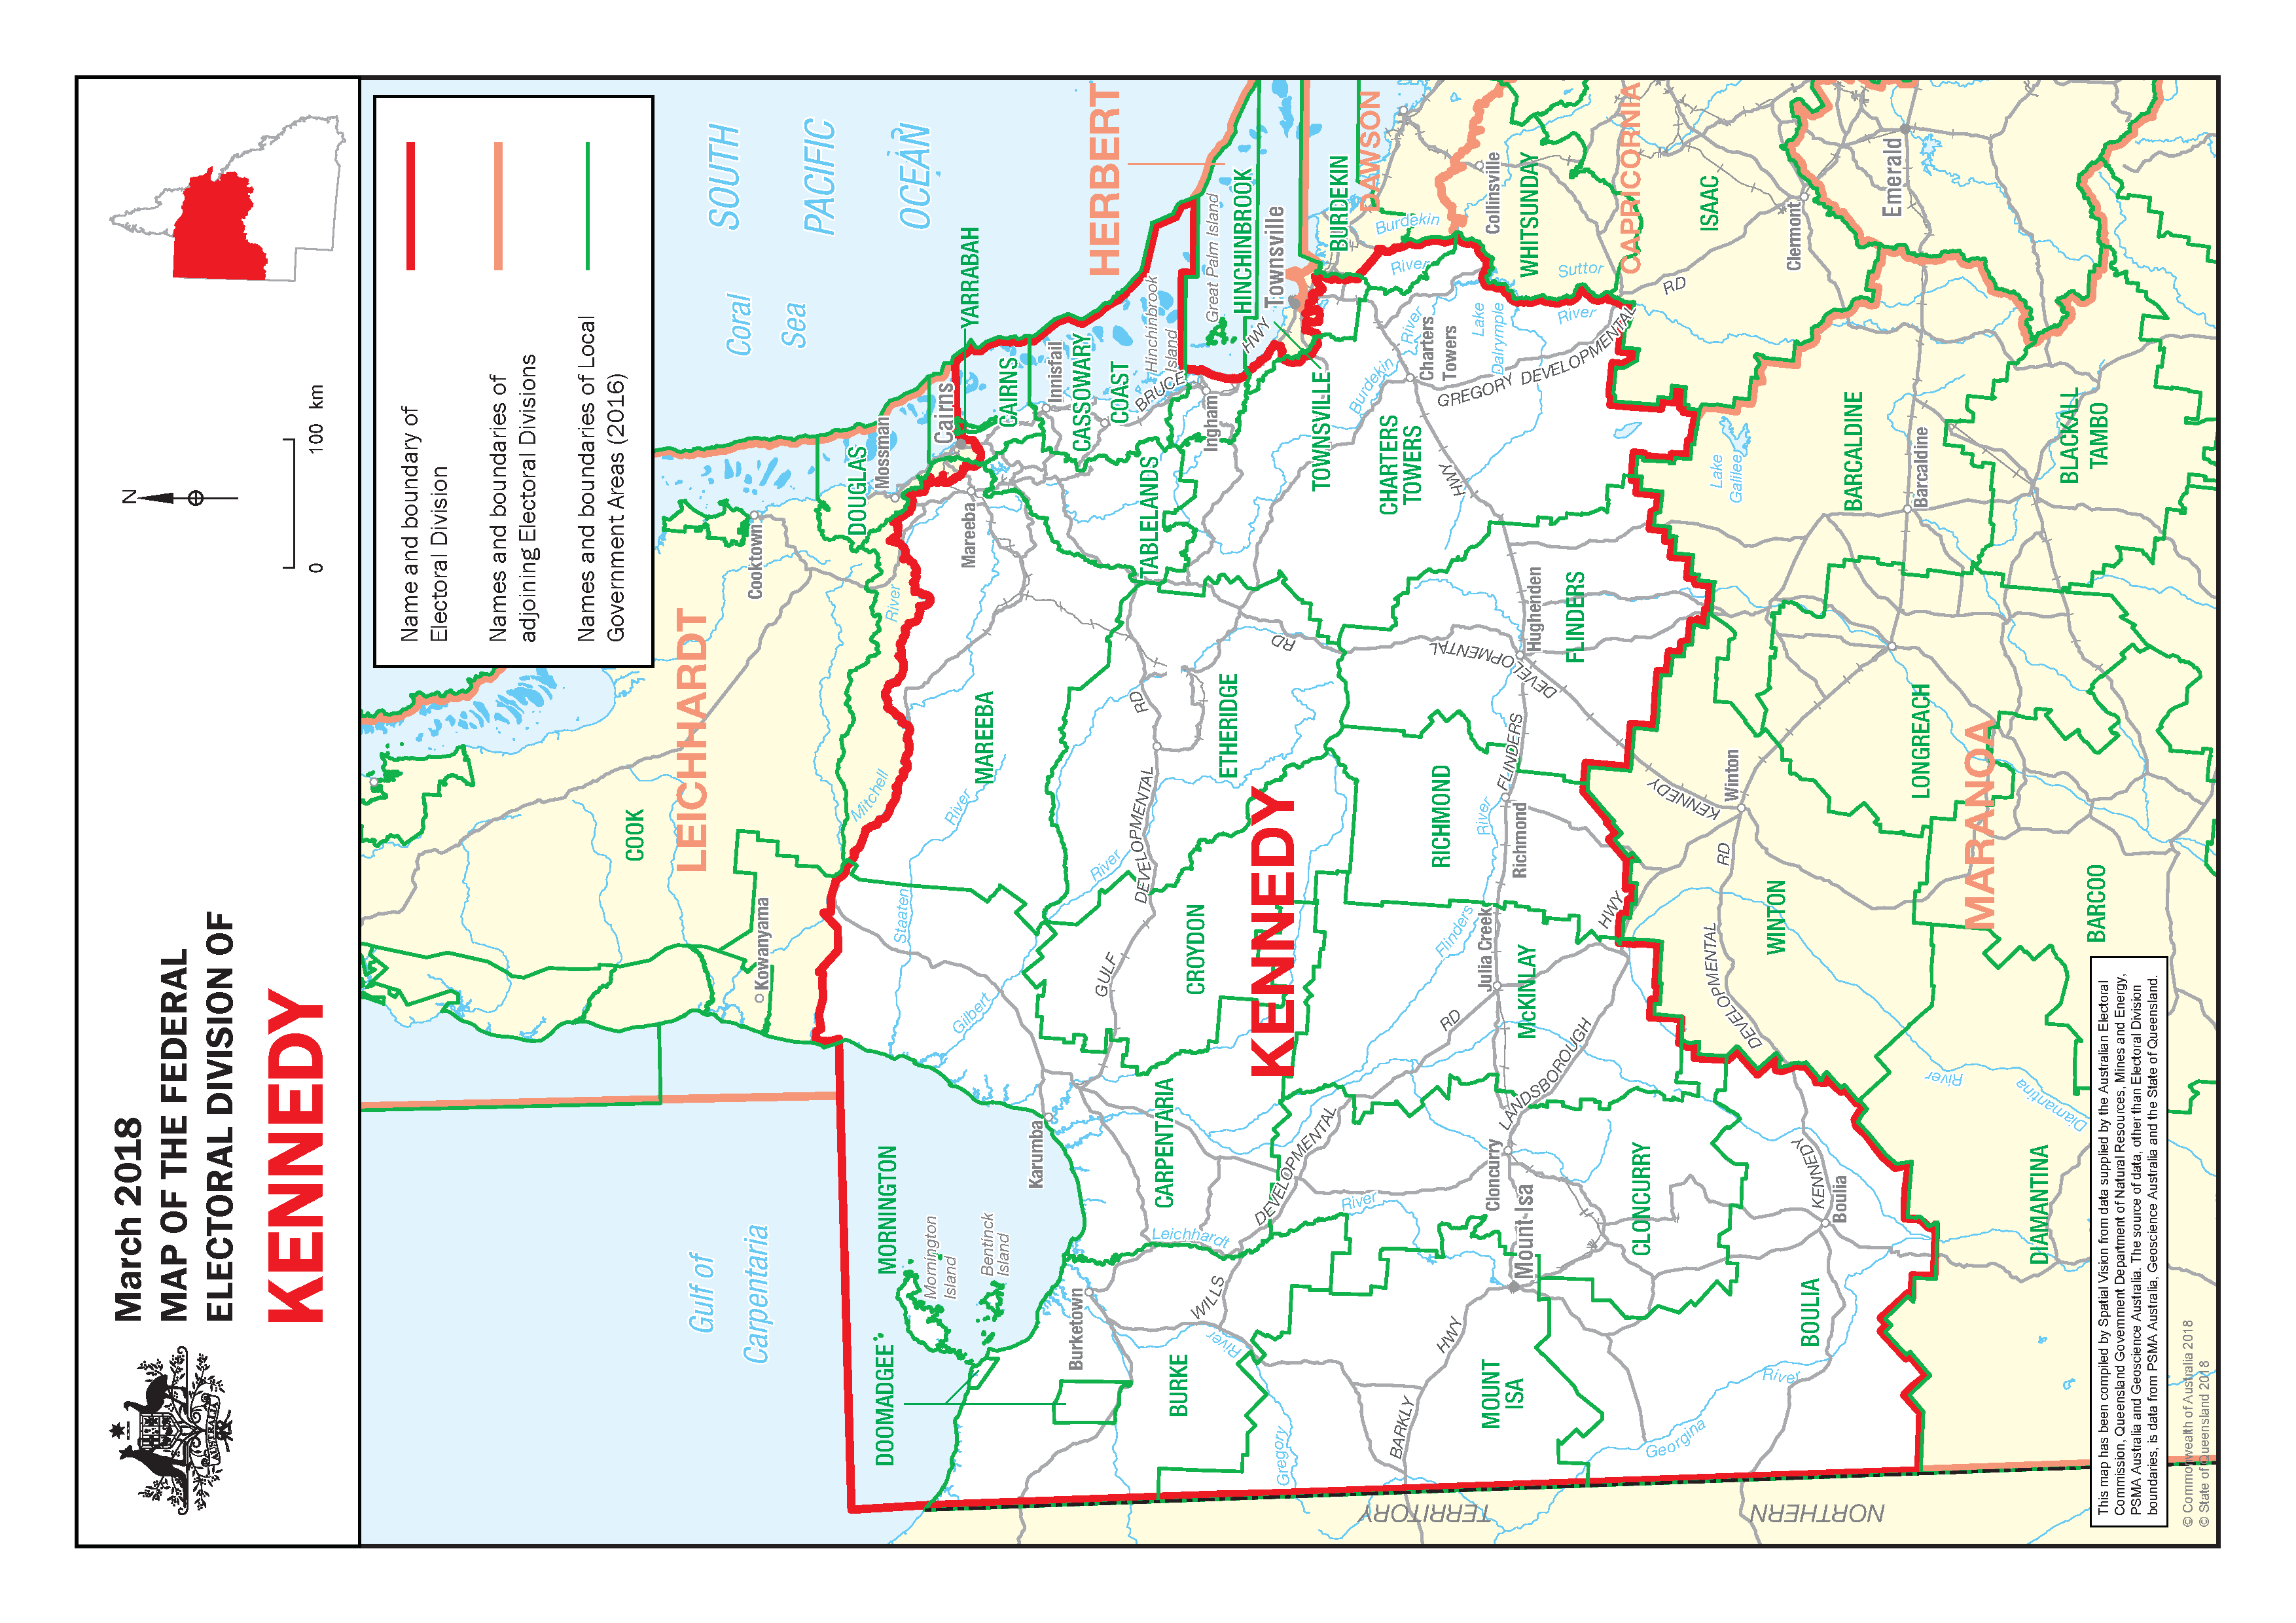 March 2018
MAP OF THE FEDERAL
ELECTORAL DIVISION OF
KENNEDY
AUSTRALIA
N
0 100 km
Name and boundary of
Electoral Division
Names and boundaries of
adjoining Electoral Divisions
Names and boundaries of Local
Government Areas (2016)
SOUTH
PACIFIC
OCEAN
Coral
Sea
Gulf of
Carpentaria
LEICHHARDT
HERBERT
DAWSON
CAPRICORNIA
MARANOA
KENNEDY
COOK
DOUGLAS
YARRABAH
CAIRNS
CASSOWARY
COAST
HINCHINBROOK
TOWNSVILLE
BURDEKIN
WHITSUNDAY
ISAAC
CHARTERS
TOWERS
TABLELANDS
MAREEBA
ETHERIDGE
CROYDON
CARPENTARIA
MORNINGTON
DOOMADGEE
BURKE
MOUNT
ISA
CLONCURRY
McKINLAY
RICHMOND
FLINDERS
BOULIA
WINTON
DIAMANTINA
BARCOO
LONGREACH
BARCALDINE
BLACKALL
TAMBO
Cooktown
Kowanyama
Mossman
Cairns
Mareeba
Innisfail
Ingham
Townsville
Charters
Towers
Collinsville
Clermont
Emerald
Barcaldine
Hughenden
Richmond
Julia Creek
Winton
Cloncurry
Mount Isa
Boulia
Karumba
Burketown
Mornington
Island
Bentinck
Island
Hinchinbrook
Island
Great Palm Island
Mitchell
River
Staaten
River
Gilbert
River
Flinders
River
Leichhardt
River
Gregory
River
Georgina
River
Diamantina
River
Burdekin
River
Burdekin
River
Suttor
River
Lake
Dalrymple
Lake
Galilee
BRUCE
HWY
GREGORY DEVELOPMENTAL
RD
HWY
FLINDERS
DEVELOPMENTAL
RD
KENNEDY
DEVELOPMENTAL
RD
KENNEDY
DEVELOPMENTAL
GULF
DEVELOPMENTAL
RD
WILLS
DEVELOPMENTAL
RD
LANDSBOROUGH
HWY
BARKLY
HWY
NORTHERN
TERRITORY
This map has been compiled by Spatial Vision from data supplied by the Australian Electoral
Commission, Queensland Government Department of Natural Resources, Mines and Energy,
PSMA Australia and Geoscience Australia. The source of data, other than Electoral Division
boundaries, is data from PSMA Australia, Geoscience Australia and the State of Queensland.
© Commonwealth of Australia 2018
© State of Queensland 2018